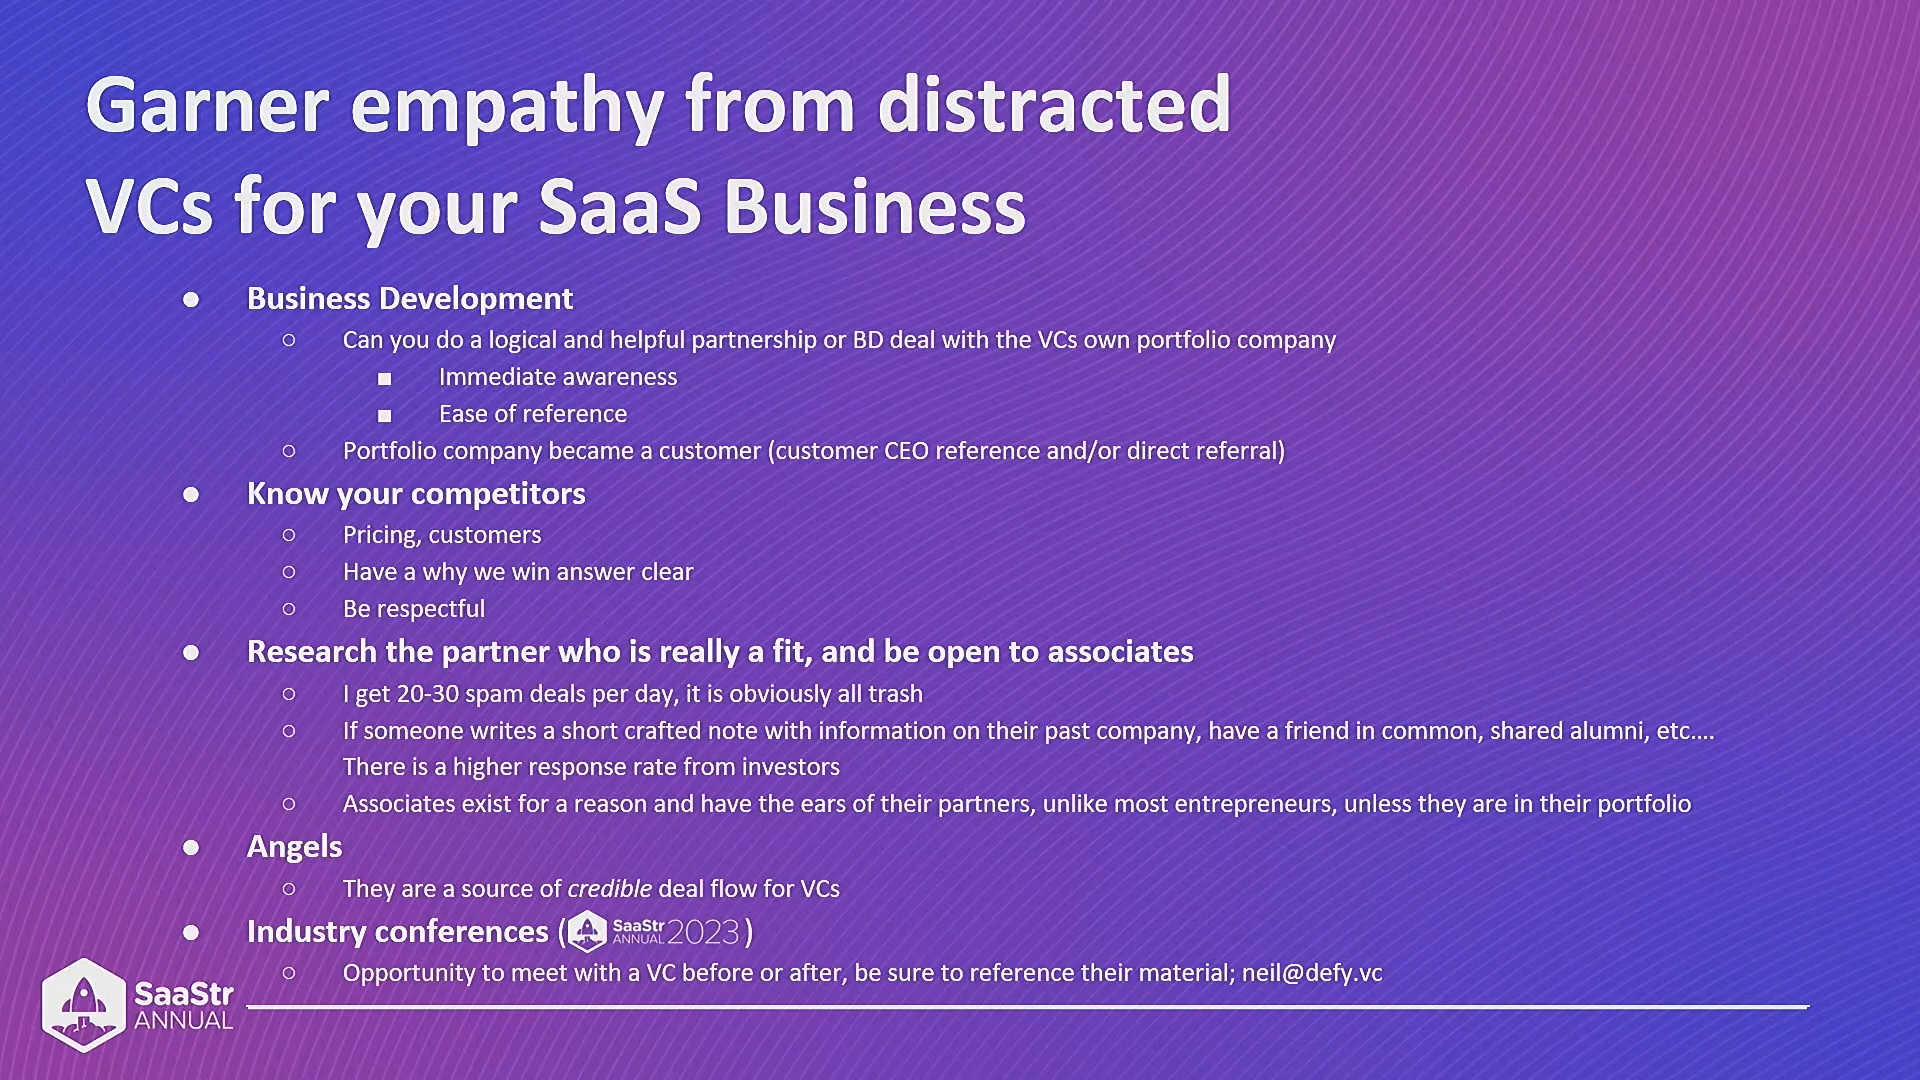 Garner empathy from distracted
VCs for your SaaS Business
● Business Development
○ Can you do a logical and helpful partnership or BD deal with the VCs own portfolio company
■ Immediate awareness
■ Ease of reference
○ Portfolio company became a customer (customer CEO reference and/or direct referral)
● Know your competitors
○ Pricing, customers
○ Have a why we win answer clear
○ Be respectful
● Research the partner who is really a fit, and be open to associates
○ I get 20-30 spam deals per day, it is obviously all trash
○ If someone writes a short crafted note with information on their past company, have a friend in common, shared alumni, etc....
There is a higher response rate from investors
○ Associates exist for a reason and have the ears of their partners, unlike most entrepreneurs, unless they are in their portfolio
● Angels
○ They are a source of credible deal flow for VCs
● Industry conferences (SaaStr ANNUAL 2023)
○ Opportunity to meet with a VC before or after, be sure to reference their material; neil@defy.vc
SaaStr
ANNUAL